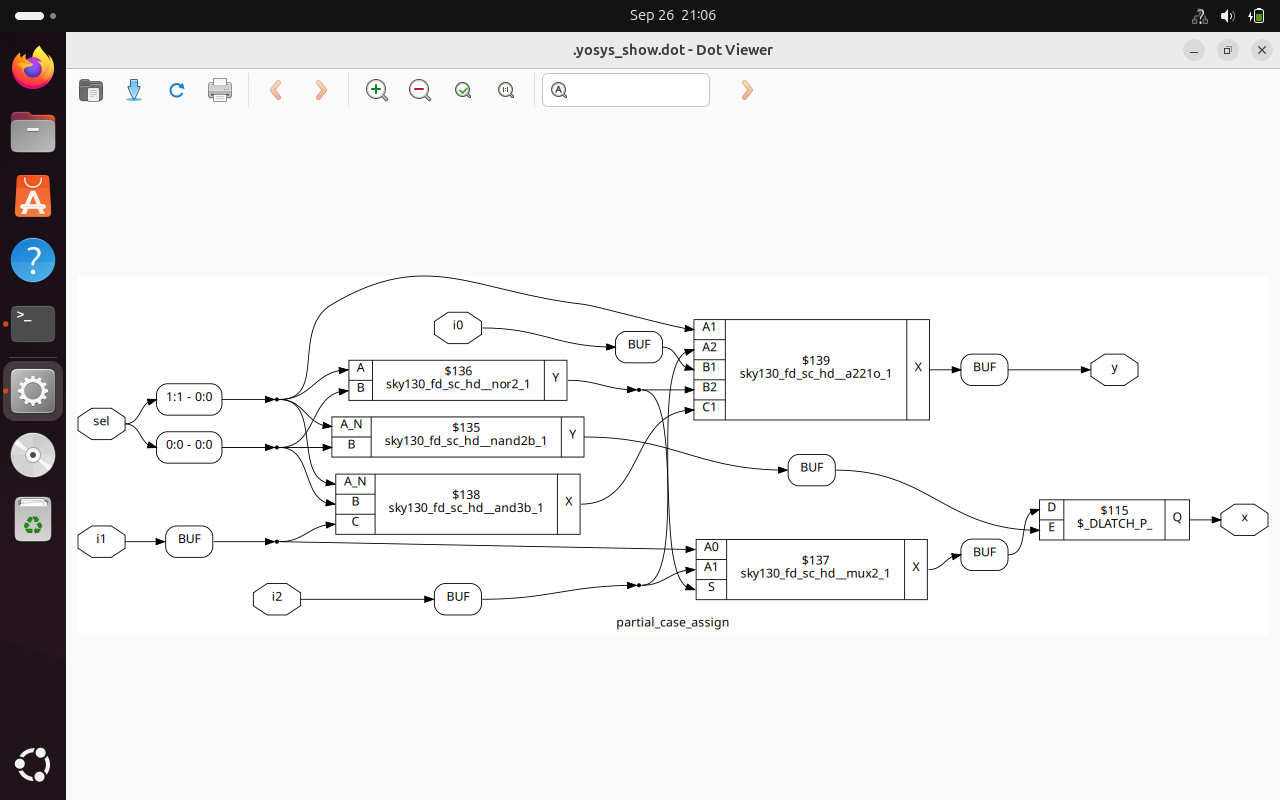 Sep 26 21:06
.yosys_show.dot - Dot Viewer
i0
BUF
A1
A2
B1
B2
C1
$139
sky130_fd_sc_hd__a221o_1
X
BUF
y
A
B
$136
sky130_fd_sc_hd__nor2_1
Y
sel
1:1 - 0:0
0:0 - 0:0
A_N
B
$135
sky130_fd_sc_hd__nand2b_1
Y
BUF
A_N
B
C
$138
sky130_fd_sc_hd__and3b_1
X
i1
BUF
i2
BUF
A0
A1
S
$137
sky130_fd_sc_hd__mux2_1
X
BUF
D
E
$115
$_DLATCH_P_
Q
x
partial_case_assign